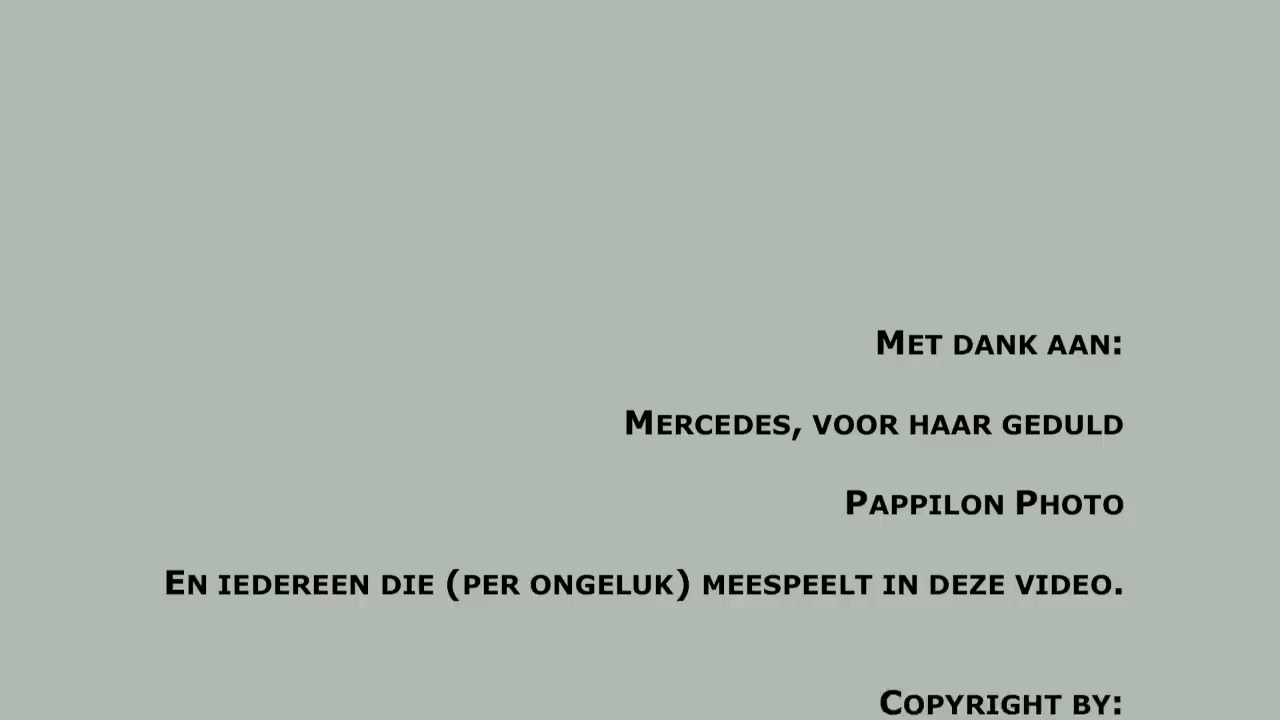 Met dank aan:
Mercedes, voor haar geduld
Pappilon Photo
En iedereen die (per ongeluk) meespeelt in deze video.
Copyright by: